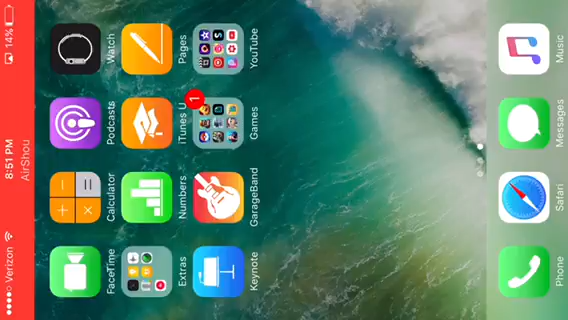 ●●●●○ Verizon 8:51 PM 14%
AirShou
FaceTime Calculator Podcasts Watch
Extras Numbers iTunes U Pages
1
Keynote GarageBand Games YouTube
Phone Safari Messages Music